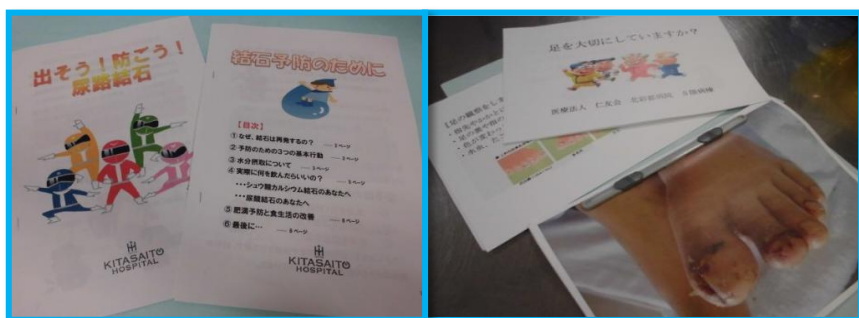 出そう！防ごう！
尿路結石
KITASAITO
HOSPITAL
結石予防のために
【目次】
①なぜ、結石は再発するの？
②予防のための3つの基本行動
③水分摂取について
④実際に何を飲んだらいいの？
・・・シュウ酸カルシウム結石のあなたへ
・・・尿酸結石のあなたへ
⑤肥満予防と食生活の改善
⑥最後に…
KITASAITO
HOSPITAL
足を大切にしていますか？
医療法人 仁友会 北彩都病院
【足の観察をしま